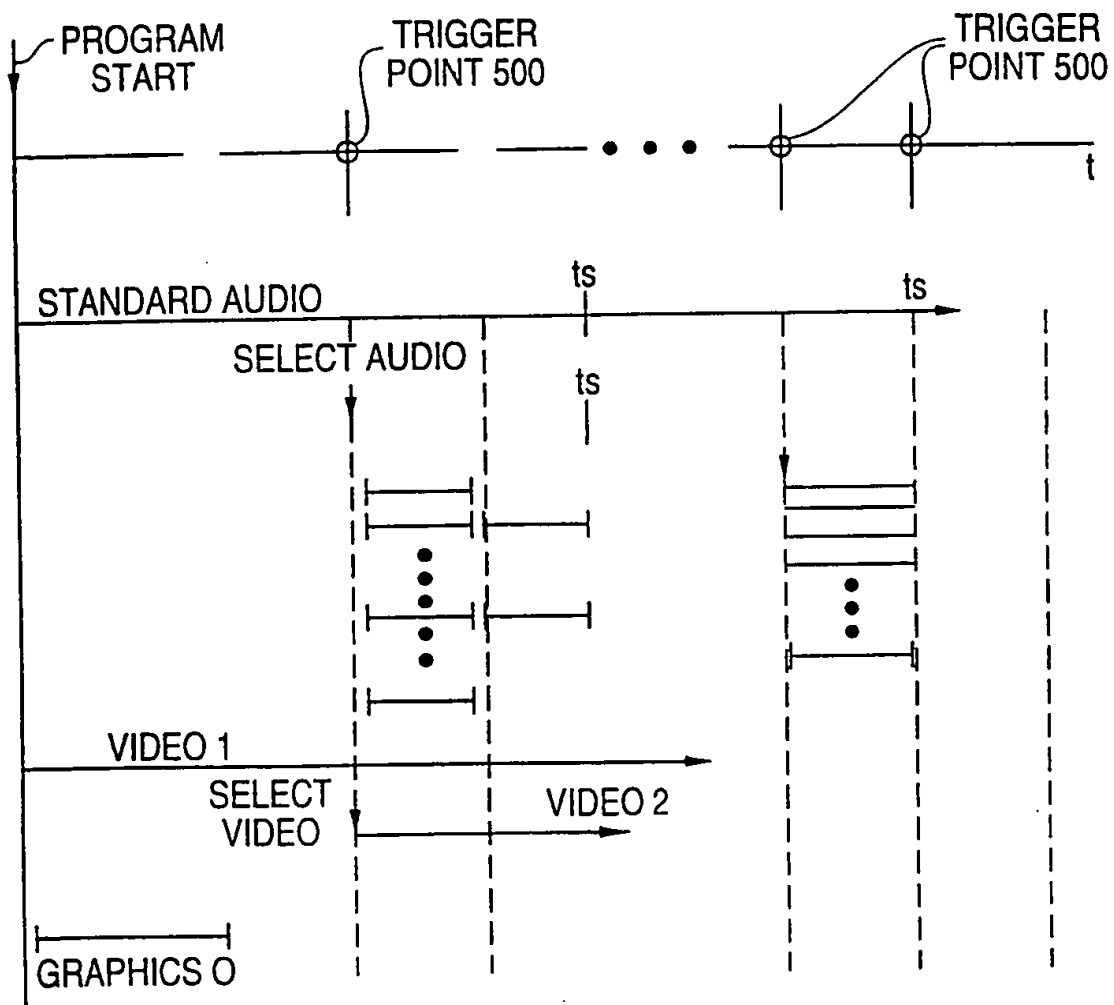 PROGRAM
START
TRIGGER
POINT 500
TRIGGER
POINT 500
t
STANDARD AUDIO
ts
ts
SELECT AUDIO
ts
VIDEO 1
SELECT
VIDEO
VIDEO 2
GRAPHICS O